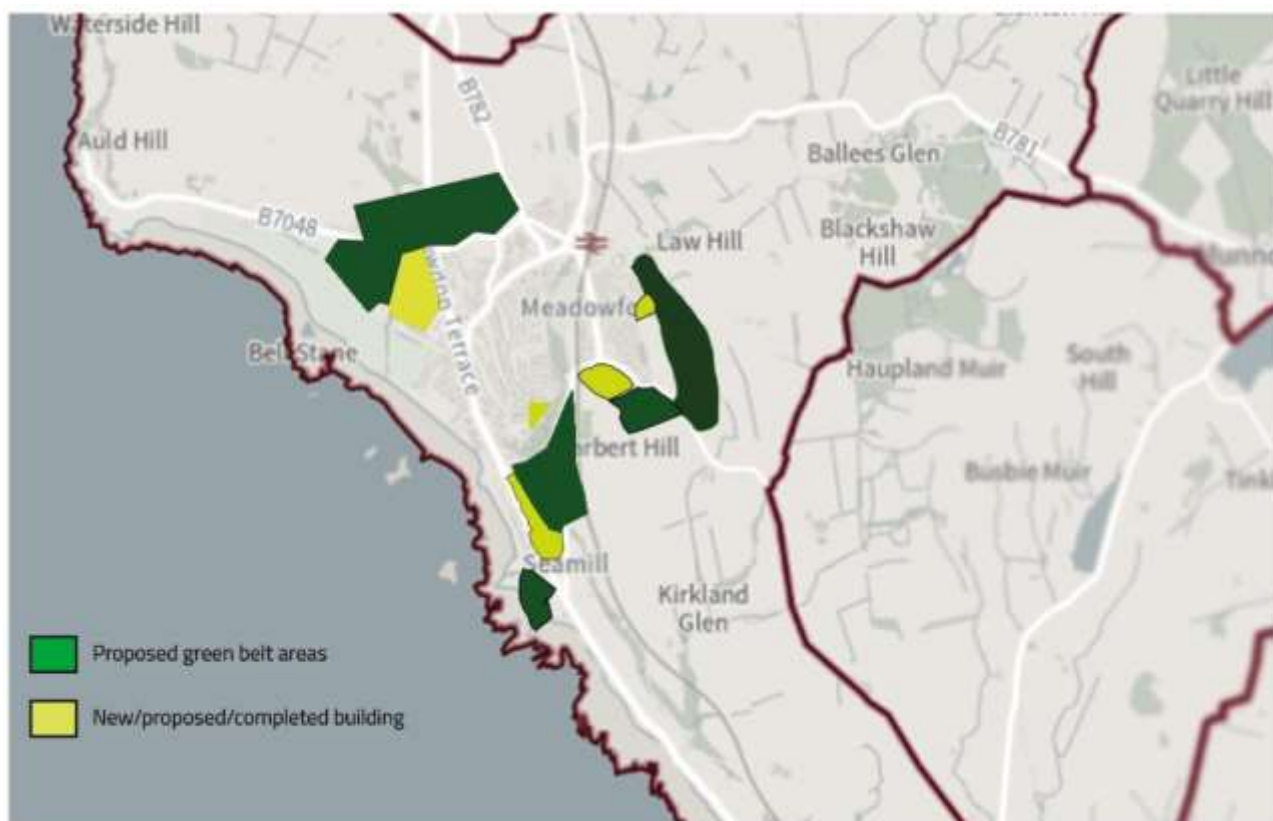 Waterside Hill
B782
Little
Quarry Hill
Auld Hill
B781
Ballees Glen
B7048
Law Hill
Blackshaw
Hill
Terrace
Bell Stane
Haupland Muir
South
Hill
Busbie Muir
Seamill
Kirkland
Glen
Proposed green belt areas
New/proposed/completed building